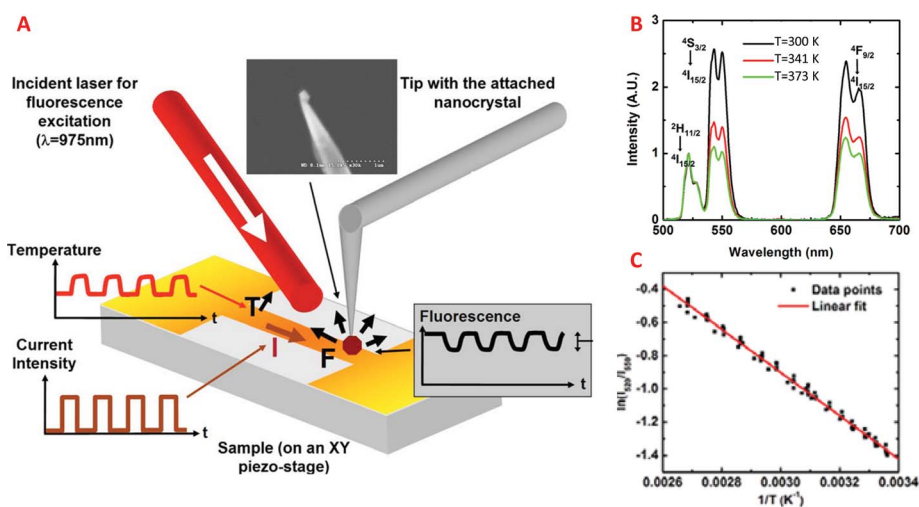 A
Incident laser for
fluorescence
excitation
(λ=975nm)
Tip with the attached
nanocrystal
Temperature
t
Current
Intensity
t
T
I
F
Fluorescence
t
Sample (on an XY
piezo-stage)
B
Intensity (A.U.)
3
2
1
0
500
550
600
650
700
Wavelength (nm)
⁴S₃/₂
⁴I₁₅/₂
²H₁₁/₂
⁴I₁₅/₂
T=300 K
T=341 K
T=373 K
⁴F₉/₂
⁴I₁₅/₂
C
-0.4
-0.6
-0.8
-1.0
-1.2
-1.4
0.0026
0.0028
0.0030
0.0032
0.0034
1/T (K⁻¹)
Data points
Linear fit